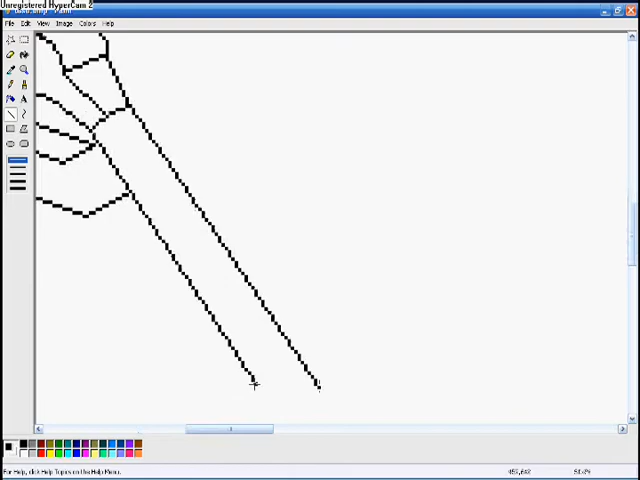 Unregistered HyperCam 2
File Edit View Image Colors Help
For Help, click Help Topics on the Help Menu.